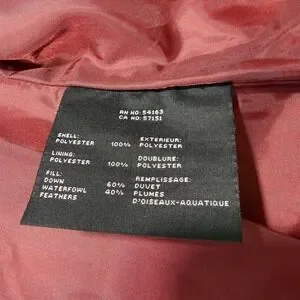 RN NO: 54163
CA NO: 57151
SHELL: EXTERIEUR:
POLYESTER 100% POLYESTER
LINING: DOUBLURE:
POLYESTER 100% POLYESTER
FILL: REMPLISSAGE:
DOWN 60% DUVET
WATERFOWL 40% PLUMES
FEATHERS D'OISEAUX-AQUATIQUE